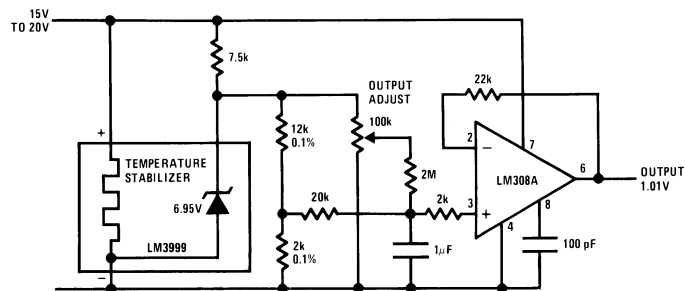 15V
TO 20V
7.5k
OUTPUT
ADJUST
22k
+
TEMPERATURE
STABILIZER
12k
0.1%
100k
2
−
7
6.95V
2M
LM308A
6
OUTPUT
1.01V
20k
2k
3
+
8
4
LM3999
2k
0.1%
1μF
100 pF
−